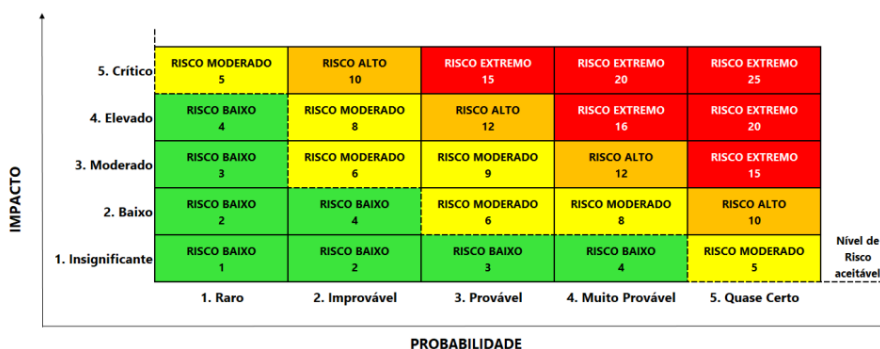 IMPACTO
5. Crítico
RISCO MODERADO
5
RISCO ALTO
10
RISCO EXTREMO
15
RISCO EXTREMO
20
RISCO EXTREMO
25
4. Elevado
RISCO BAIXO
4
RISCO MODERADO
8
RISCO ALTO
12
RISCO EXTREMO
16
RISCO EXTREMO
20
3. Moderado
RISCO BAIXO
3
RISCO MODERADO
6
RISCO MODERADO
9
RISCO ALTO
12
RISCO EXTREMO
15
2. Baixo
RISCO BAIXO
2
RISCO BAIXO
4
RISCO MODERADO
6
RISCO MODERADO
8
RISCO ALTO
10
1. Insignificante
RISCO BAIXO
1
RISCO BAIXO
2
RISCO BAIXO
3
RISCO BAIXO
4
RISCO MODERADO
5
Nível de
Risco
aceitável
1. Raro
2. Improvável
3. Provável
4. Muito Provável
5. Quase Certo
PROBABILIDADE